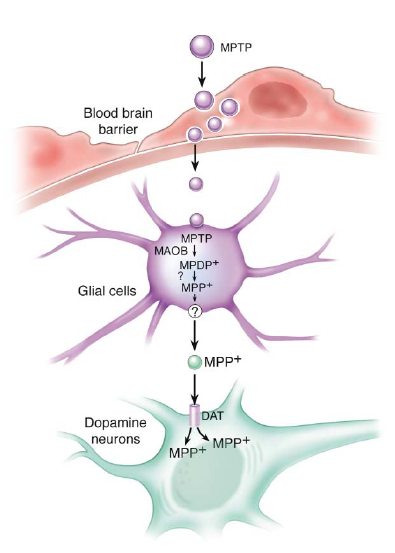 MPTP
Blood brain
barrier
MPTP
MAOB
MPDP+
?
MPP+
Glial cells
?
MPP+
DAT
Dopamine
neurons
MPP+
MPP+